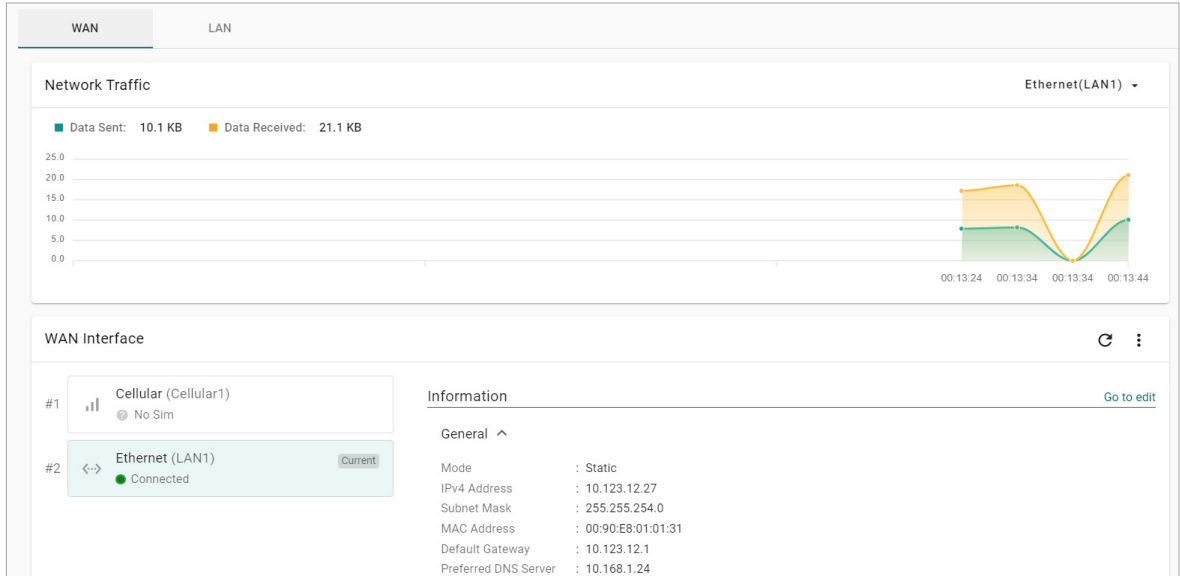 WAN LAN
Network Traffic Ethernet(LAN1)
Data Sent: 10.1 KB Data Received: 21.1 KB
25.0
20.0
15.0
10.0
5.0
0.0
00:13:24 00:13:34 00:13:34 00:13:44
WAN Interface
#1 Cellular (Cellular1)
? No Sim
#2 Ethernet (LAN1) Current
Connected
Information Go to edit
General
Mode : Static
IPv4 Address : 10.123.12.27
Subnet Mask : 255.255.254.0
MAC Address : 00:90:E8:01:01:31
Default Gateway : 10.123.12.1
Preferred DNS Server : 10.168.1.24